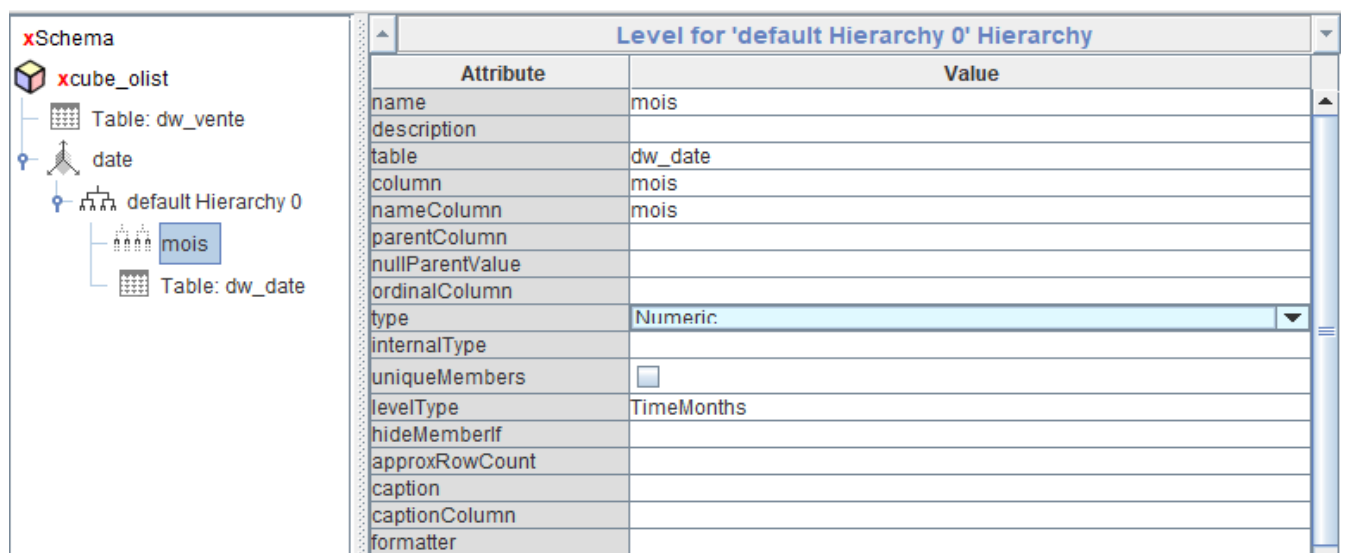 xSchema
xcube_olist
Table: dw_vente
date
default Hierarchy 0
mois
Table: dw_date
Level for 'default Hierarchy 0' Hierarchy
Attribute Value
name mois
description
table dw_date
column mois
nameColumn mois
parentColumn
nullParentValue
ordinalColumn
type Numeric
internalType
uniqueMembers
levelType TimeMonths
hideMemberIf
approxRowCount
caption
captionColumn
formatter